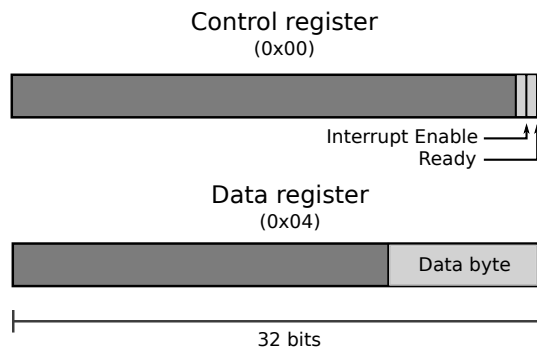 Control register
(0x00)
Interrupt Enable
Ready
Data register
(0x04)
Data byte
32 bits